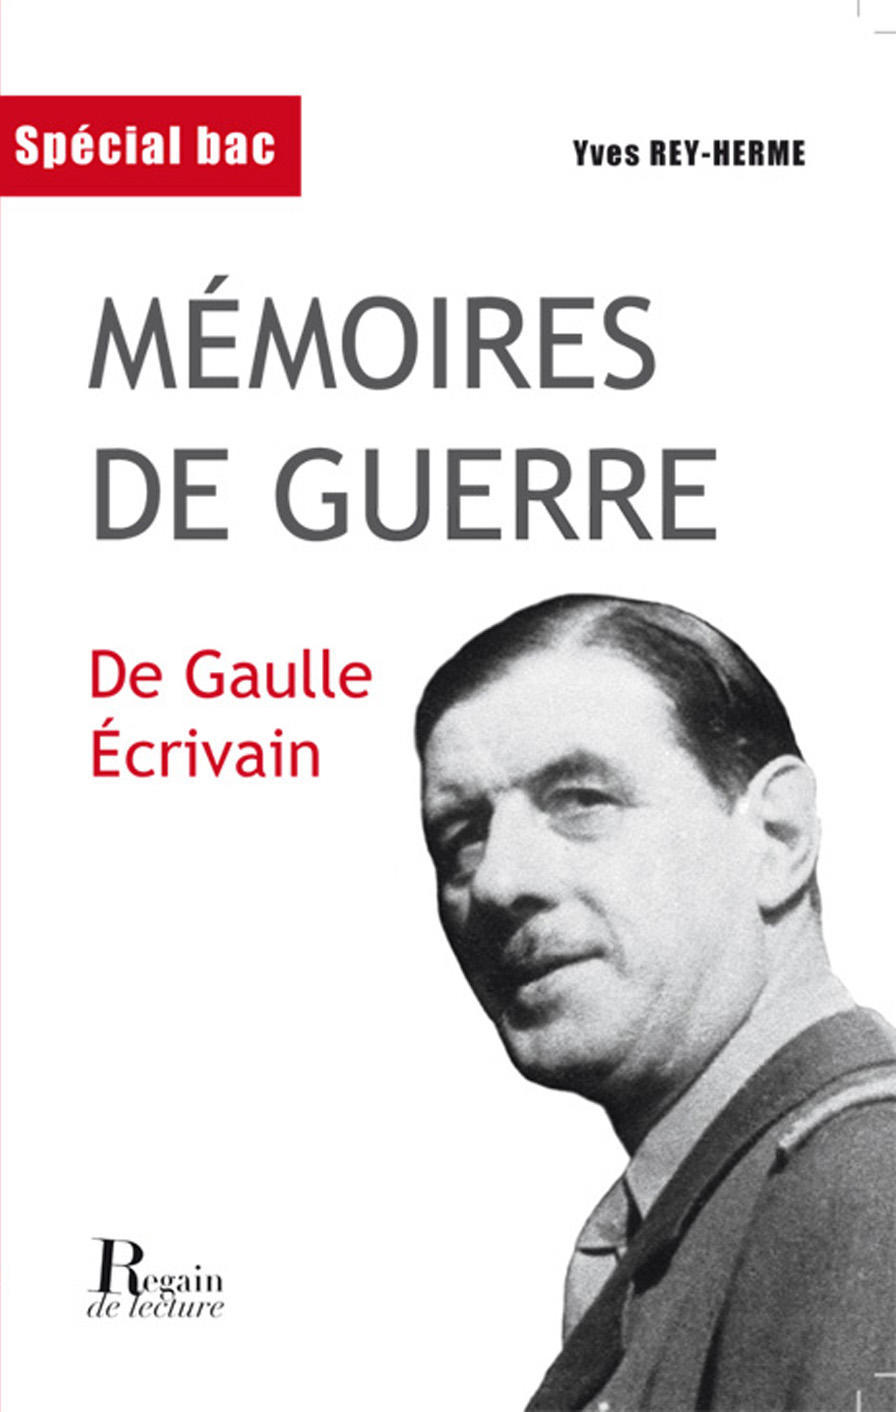 Spécial bac
Yves REY-HERME
MÉMOIRES
DE GUERRE
De Gaulle
Écrivain
Regain
de lecture